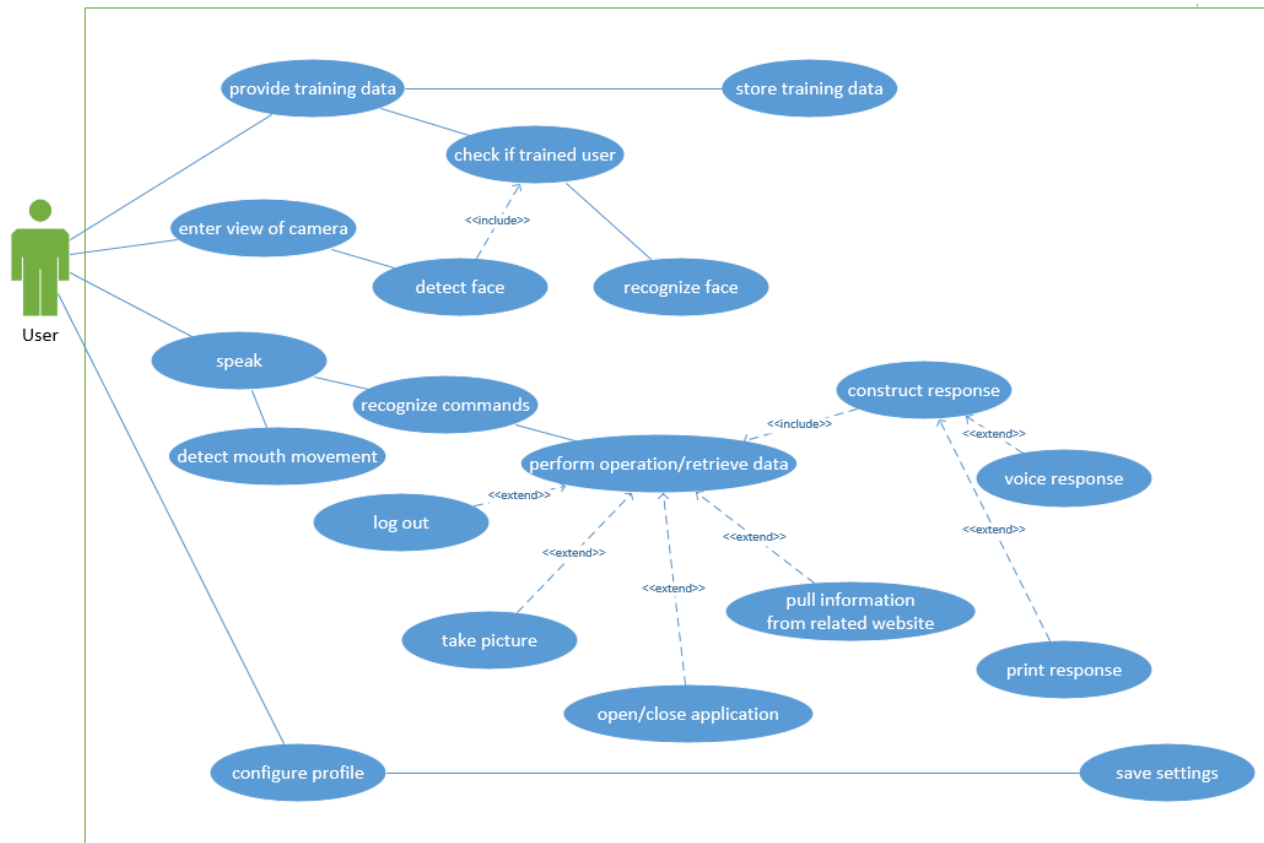 provide training data
store training data
check if trained user
<<include>>
enter view of camera
detect face
recognize face
User
speak
recognize commands
construct response
<<include>>
<<extend>>
detect mouth movement
perform operation/retrieve data
voice response
<<extend>>
log out
<<extend>>
<<extend>>
<<extend>>
<<extend>>
pull information
from related website
take picture
print response
open/close application
configure profile
save settings